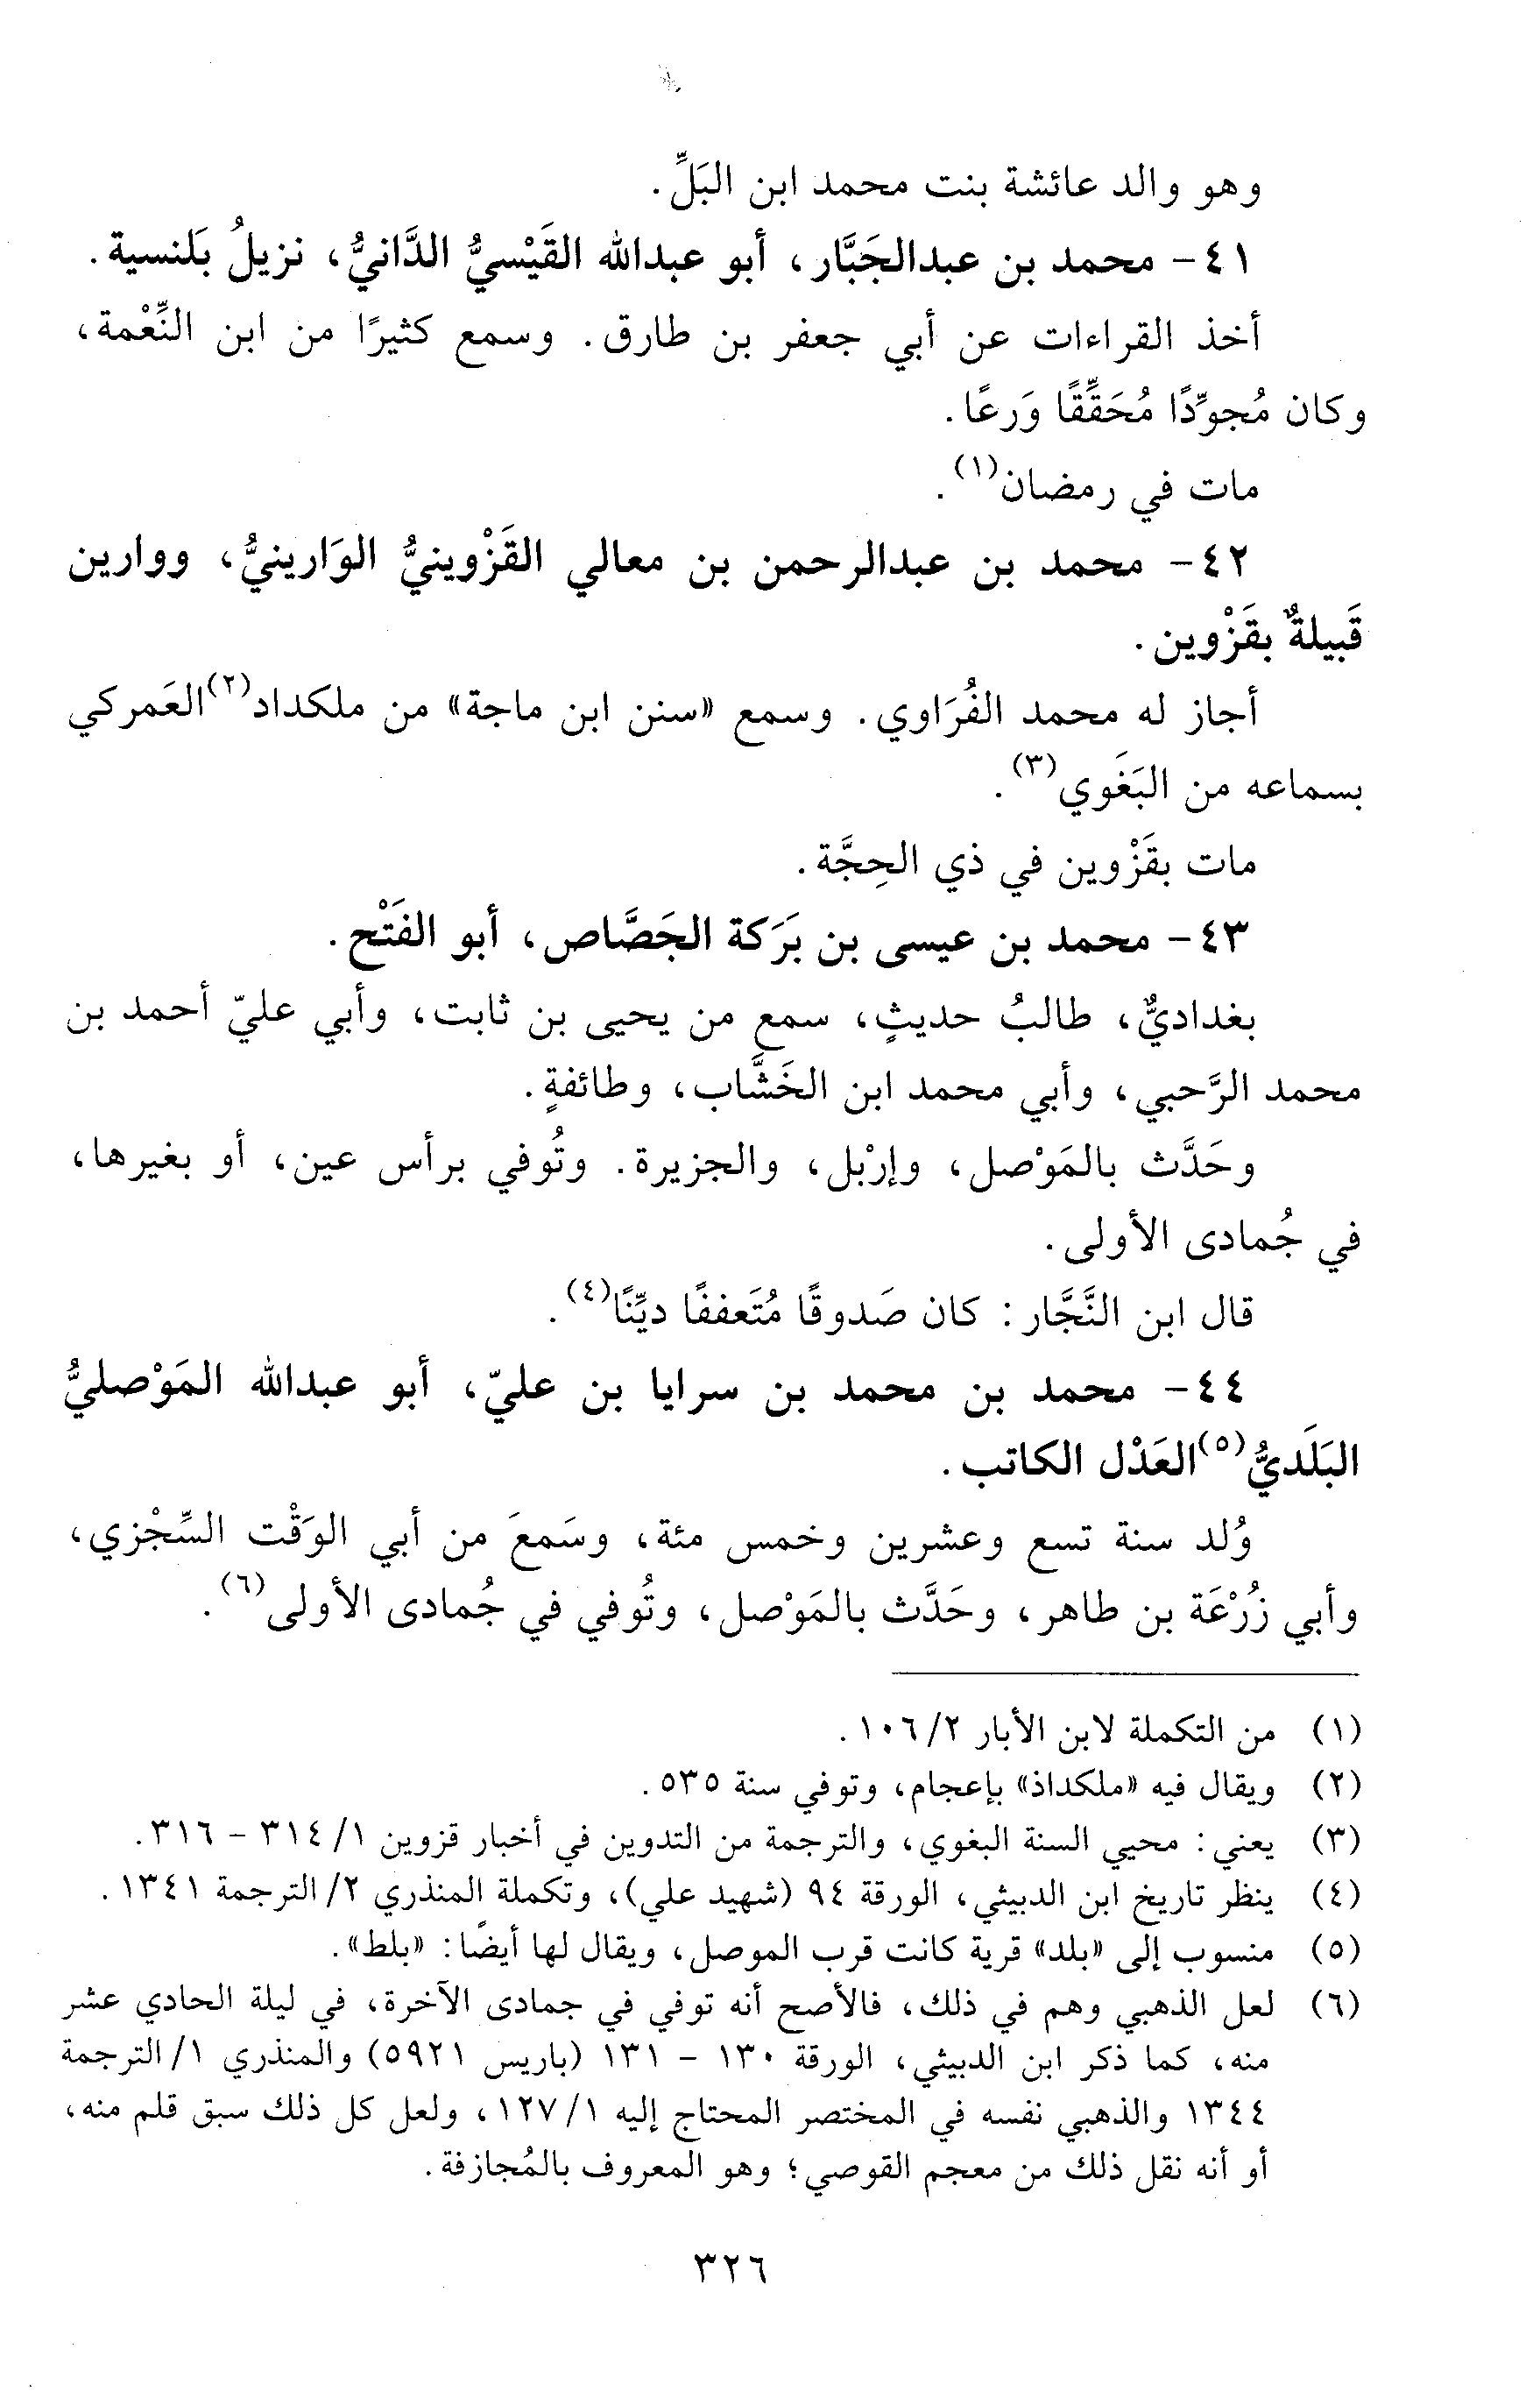 وهو والد عائشة بنت محمد ابن البَلِّ.
٤١- محمد بن عبدالجَبَّار، أبو عبدالله القَيْسيُّ الدَّانيُّ، نزيلُ بَلنسية.
أخذ القراءات عن أبي جعفر بن طارق. وسمع كثيرًا من ابن النِّعْمة،
وكان مُجوِّدًا مُحَقِّقًا وَرعًا.
مات في رمضان(١).
٤٢- محمد بن عبدالرحمن بن معالي القَزْوينيُّ الوَارينيُّ، ووارين
قَبيلةٌ بقَزْوين.
أجاز له محمد الفُرَاوي. وسمع «سنن ابن ماجة» من ملكداد(٢) العَمركي
بسماعه من البَغَوي(٣).
مات بقَزْوين في ذي الحِجَّة.
٤٣- محمد بن عيسى بن بَرَكة الجَصَّاص، أبو الفَتْح.
بغداديٌّ، طالبُ حديثٍ، سمع من يحيى بن ثابت، وأبي عليّ أحمد بن
محمد الرَّحبي، وأبي محمد ابن الخَشَّاب، وطائفةٍ.
وحَدَّث بالمَوْصل، وإرْبل، والجزيرة. وتُوفي برأس عين، أو بغيرها،
في جُمادى الأولى.
قال ابن النَّجَّار: كان صَدوقًا مُتَعففًا ديِّنًا(٤).
٤٤- محمد بن محمد بن سرايا بن عليّ، أبو عبدالله المَوْصليُّ
البَلَديُّ(٥) العَدْل الكاتب.
وُلد سنة تسع وعشرين وخمس مئة، وسَمعَ من أبي الوَقْت السِّجْزي،
وأبي زُرْعَة بن طاهر، وحَدَّث بالمَوْصل، وتُوفي في جُمادى الأولى(٦).
(١) من التكملة لابن الأبار ٢/ ١٠٦.
(٢) ويقال فيه «ملكداذ» بإعجام، وتوفي سنة ٥٣٥.
(٣) يعني: محيي السنة البغوي، والترجمة من التدوين في أخبار قزوين ١/ ٣١٤ - ٣١٦.
(٤) ينظر تاريخ ابن الدبيثي، الورقة ٩٤ (شهيد علي)، وتكملة المنذري ٢/ الترجمة ١٣٤١.
(٥) منسوب إلى «بلد» قرية كانت قرب الموصل، ويقال لها أيضًا: «بلط».
(٦) لعل الذهبي وهم في ذلك، فالأصح أنه توفي في جمادى الآخرة، في ليلة الحادي عشر
منه، كما ذكر ابن الدبيثي، الورقة ١٣٠ - ١٣١ (باريس ٥٩٢١) والمنذري ١/ الترجمة
١٣٤٤ والذهبي نفسه في المختصر المحتاج إليه ١/ ١٢٧، ولعل كل ذلك سبق قلم منه،
أو أنه نقل ذلك من معجم القوصي؛ وهو المعروف بالمُجازفة.
٣٢٦